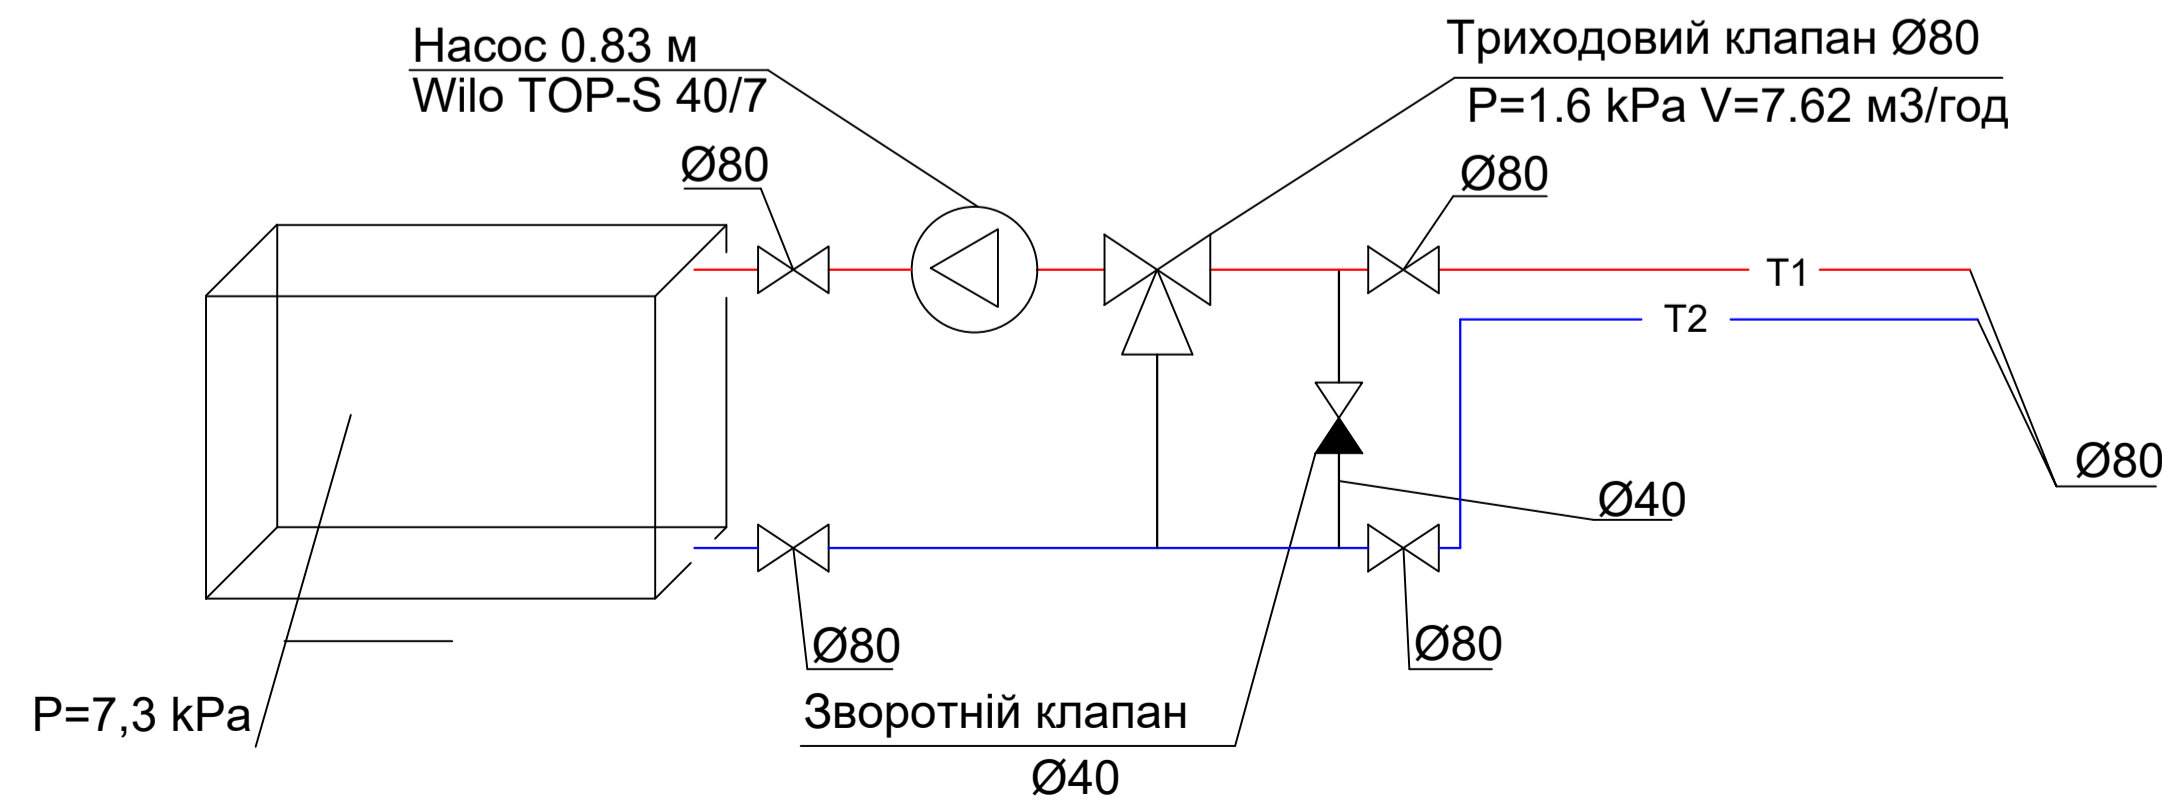 Насос 0.83 м
Wilo TOP-S 40/7
Триходовий клапан Ø80
P=1.6 kPa V=7.62 м3/год
Ø80
Ø80
T1
T2
Ø80
Ø40
Ø80
Ø80
P=7,3 kPa
Зворотній клапан
Ø40